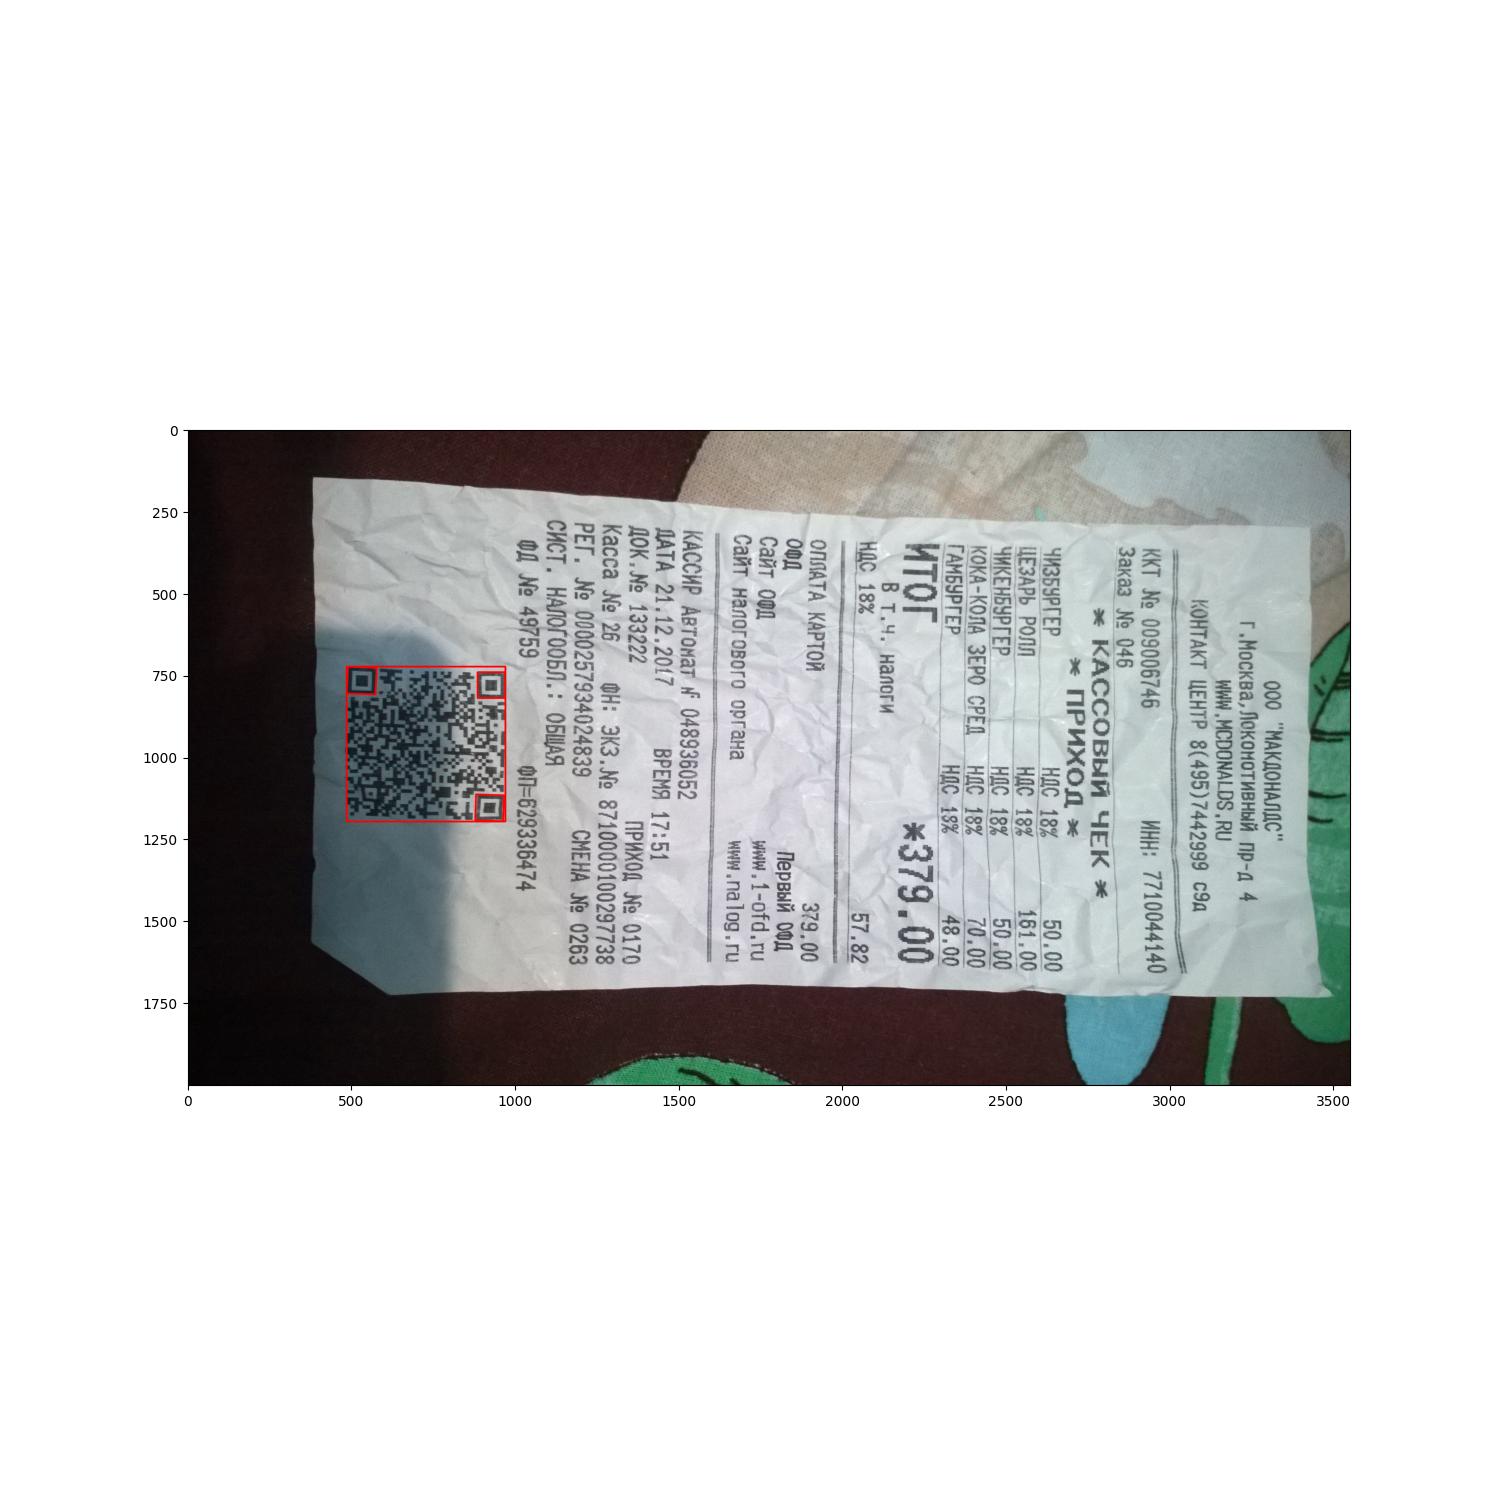 ООО "МАКДОНАЛДС"
г.Москва,Локомотивный пр-д 4
WWW.MCDONALDS.RU
КОНТАКТ ЦЕНТР 8(495)7442999 с9д
ККТ № 009006746 ИНН: 7710044140
Заказ № 046
* КАССОВЫЙ ЧЕК *
* ПРИХОД *
ЧИЗБУРГЕР НДС 18% 50.00
ЦЕЗАРЬ РОЛЛ НДС 18% 161.00
ЧИКЕНБУРГЕР НДС 18% 50.00
КОКА-КОЛА ЗЕРО СРЕД НДС 18% 70.00
ГАМБУРГЕР НДС 18% 48.00
ИТОГ *379.00
В т.ч. налоги
НДС 18% 57.82
ОПЛАТА КАРТОЙ 379.00
ОФД Первый ОФД
Сайт ОФД www.1-ofd.ru
Сайт налогового органа www.nalog.ru
КАССИР Автомат № 048936052
ДАТА 21.12.2017 ВРЕМЯ 17:51
ДОК.№ 133222 ПРИХОД № 0170
Касса № 26 ФН: ЭКЗ.№ 8710000100297738
РЕГ. № 0000257934024839 СМЕНА № 0263
СИСТ. НАЛОГООБЛ.: ОБЩАЯ
ФД № 49759 ФП=629336474
0
250
500
750
1000
1250
1500
1750
0 500 1000 1500 2000 2500 3000 3500